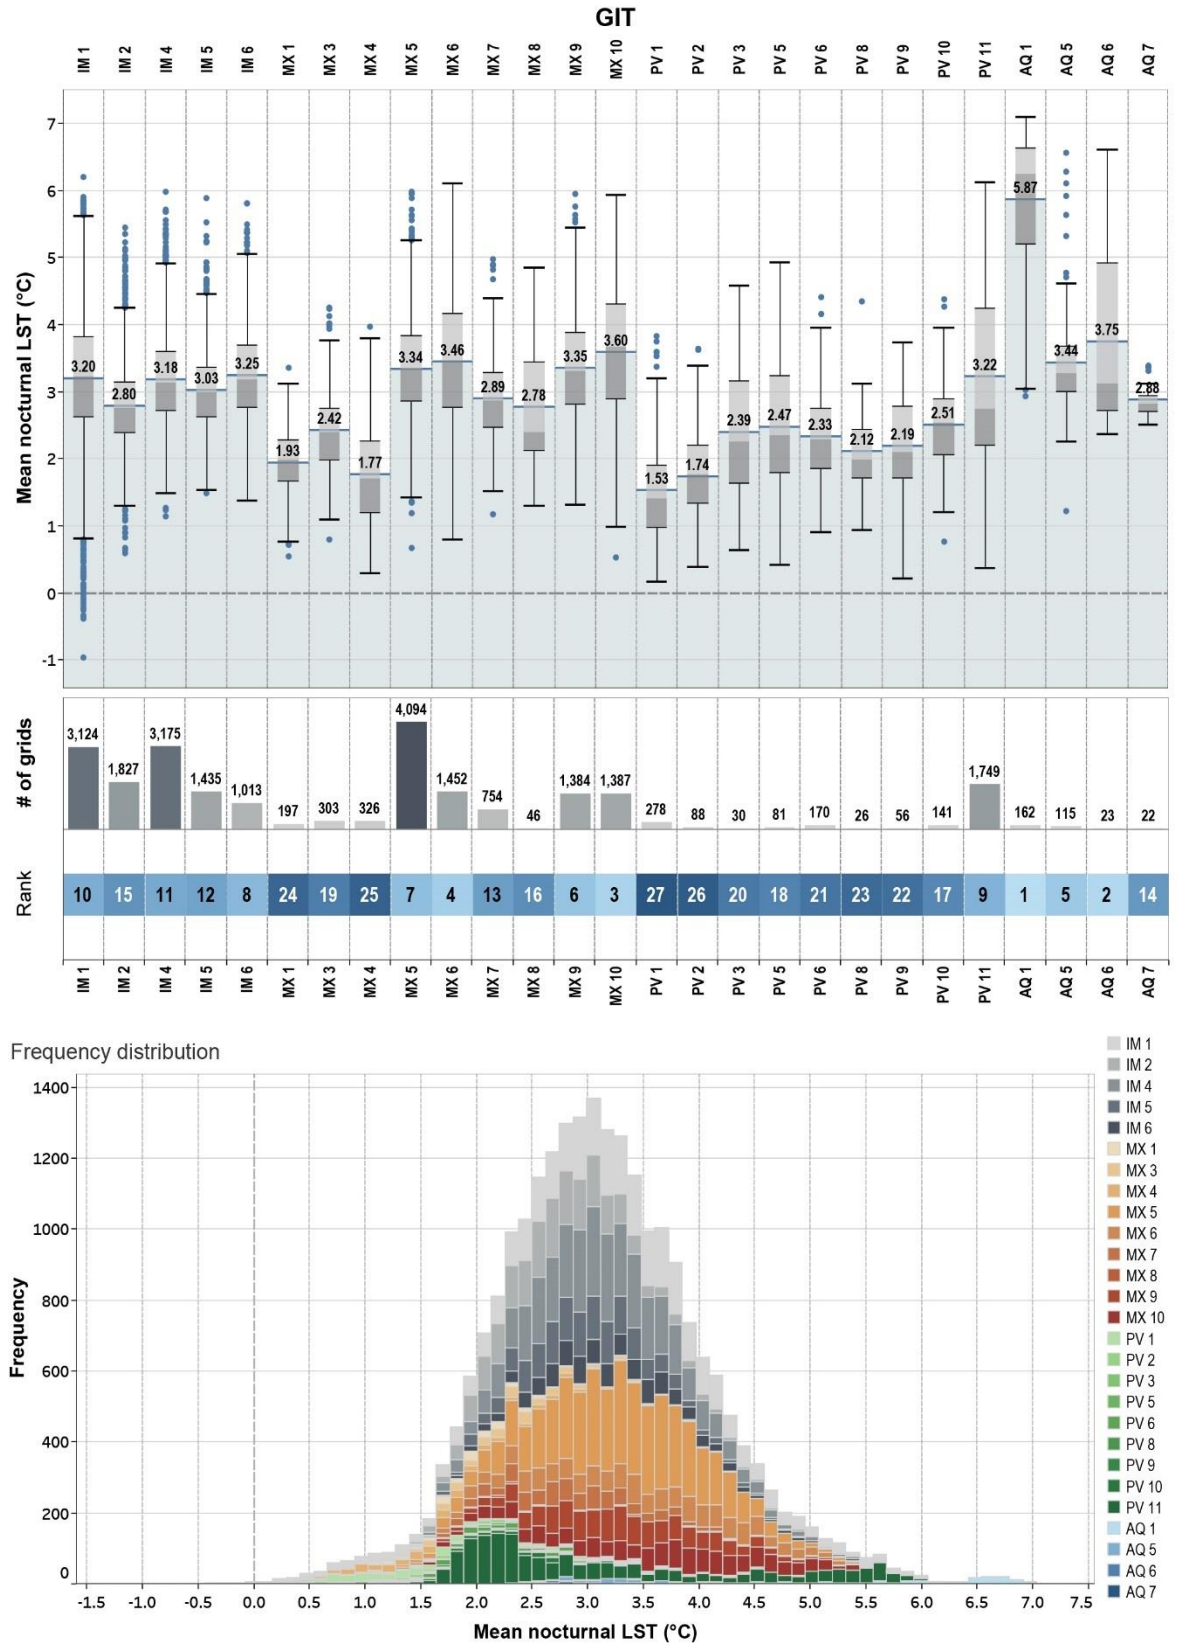 GIT
IM 1 IM 2 IM 4 IM 5 IM 6 MX 1 MX 3 MX 4 MX 5 MX 6 MX 7 MX 8 MX 9 MX 10 PV 1 PV 2 PV 3 PV 5 PV 6 PV 8 PV 9 PV 10 PV 11 AQ 1 AQ 5 AQ 6 AQ 7
Mean nocturnal LST (°C)
7
6
5
4
3
2
1
0
-1
3.20 2.80 3.18 3.03 3.25 1.93 2.42 1.77 3.34 3.46 2.89 2.78 3.35 3.60 1.53 1.74 2.39 2.47 2.33 2.12 2.19 2.51 3.22 5.87 3.44 3.75 2.88
# of grids
3,124 1,827 3,175 1,435 1,013 197 303 326 4,094 1,452 754 46 1,384 1,387 278 88 30 81 170 26 56 141 1,749 162 115 23 22
Rank
10 15 11 12 8 24 19 25 7 4 13 16 6 3 27 26 20 18 21 23 22 17 9 1 5 2 14
IM 1 IM 2 IM 4 IM 5 IM 6 MX 1 MX 3 MX 4 MX 5 MX 6 MX 7 MX 8 MX 9 MX 10 PV 1 PV 2 PV 3 PV 5 PV 6 PV 8 PV 9 PV 10 PV 11 AQ 1 AQ 5 AQ 6 AQ 7
Frequency distribution
Frequency
1400
1200
1000
800
600
400
200
0
-1.5 -1.0 -0.5 0.0 0.5 1.0 1.5 2.0 2.5 3.0 3.5 4.0 4.5 5.0 5.5 6.0 6.5 7.0 7.5
Mean nocturnal LST (°C)
IM 1
IM 2
IM 4
IM 5
IM 6
MX 1
MX 3
MX 4
MX 5
MX 6
MX 7
MX 8
MX 9
MX 10
PV 1
PV 2
PV 3
PV 5
PV 6
PV 8
PV 9
PV 10
PV 11
AQ 1
AQ 5
AQ 6
AQ 7